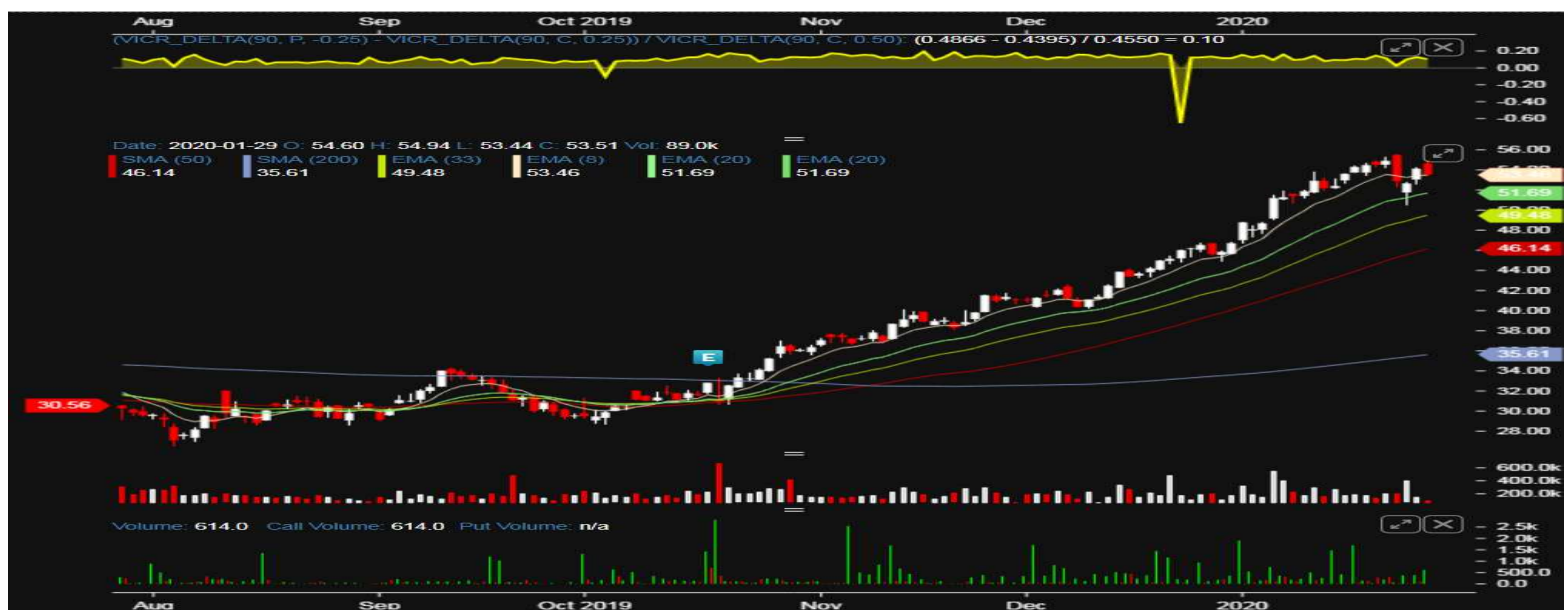 Aug Sep Oct 2019 Nov Dec 2020
(VICR_DELTA(90, P, -0.25) - VICR_DELTA(90, C, 0.25)) / VICR_DELTA(90, C, 0.50): (0.4866 - 0.4395) / 0.4550 = 0.10
0.20
0.00
-0.20
-0.40
-0.60
Date: 2020-01-29 O: 54.60 H: 54.94 L: 53.44 C: 53.51 Vol: 89.0k
SMA (50) SMA (200) EMA (33) EMA (8) EMA (20) EMA (20)
46.14 35.61 49.48 53.46 51.69 51.69
56.00
51.69
49.48
48.00
46.14
44.00
42.00
40.00
38.00
E
35.61
34.00
32.00
30.56
30.00
28.00
600.0k
400.0k
200.0k
Volume: 614.0 Call Volume: 614.0 Put Volume: n/a
2.5k
2.0k
1.5k
1.0k
500.0
0.0
Aug Sep Oct 2019 Nov Dec 2020